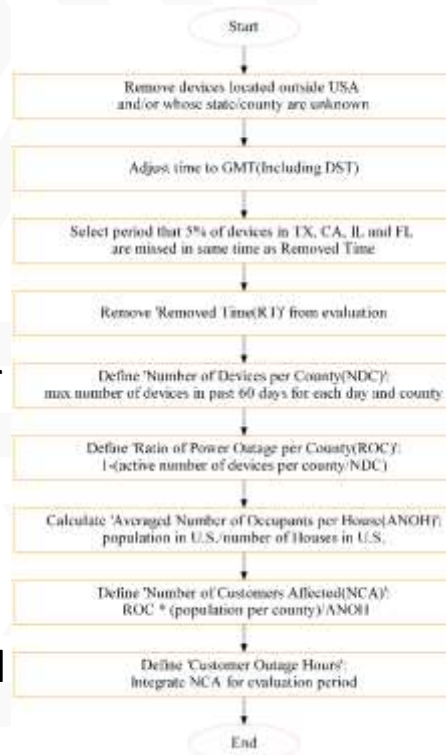 Start
Remove devices located outside USA
and/or whose state/county are unknown
Adjust time to GMT(Including DST)
Select period that 5% of devices in TX, CA, IL and FL
are missed in same time as Removed Time
Remove 'Removed Time(RT)' from evaluation
Define 'Number of Devices per County(NDC)':
max number of devices in past 60 days for each day and county
Define 'Ratio of Power Outage per County(ROC)':
1-(active number of devices per county/NDC)
Calculate 'Averaged Number of Occupants per House(ANOH)':
population in U.S./number of Houses in U.S.
Define 'Number of Customers Affected(NCA)':
ROC * (population per county)/ANOH
Define 'Customer Outage Hours':
Integrate NCA for evaluation period
End